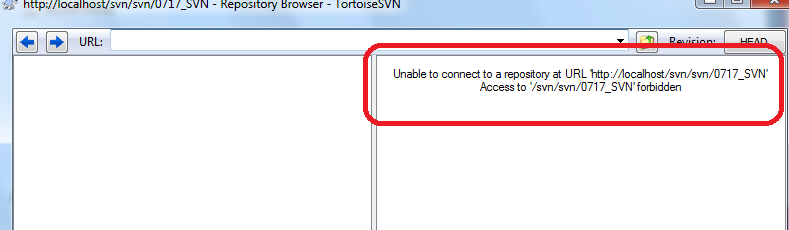 http://localhost/svn/svn/0717_SVN - Repository Browser - TortoiseSVN
URL:
Revision:
HEAD
Unable to connect to a repository at URL 'http://localhost/svn/svn/0717_SVN'
Access to '/svn/svn/0717_SVN' forbidden